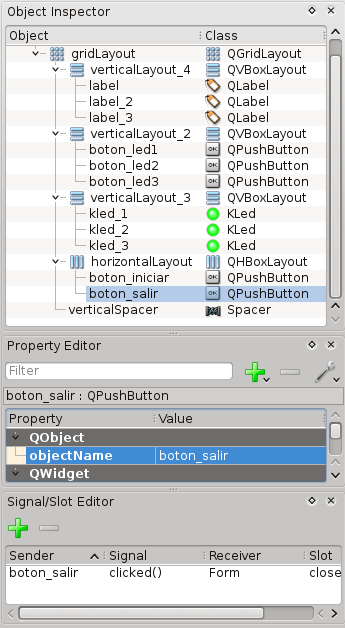 Object Inspector
Object Class
gridLayout QGridLayout
verticalLayout_4 QVBoxLayout
label QLabel
label_2 QLabel
label_3 QLabel
verticalLayout_2 QVBoxLayout
boton_led1 QPushButton
boton_led2 QPushButton
boton_led3 QPushButton
verticalLayout_3 QVBoxLayout
kled_1 KLed
kled_2 KLed
kled_3 KLed
horizontalLayout QHBoxLayout
boton_iniciar QPushButton
boton_salir QPushButton
verticalSpacer Spacer
Property Editor
Filter
boton_salir : QPushButton
Property Value
QObject
objectName boton_salir
QWidget
Signal/Slot Editor
Sender Signal Receiver Slot
boton_salir clicked() Form close